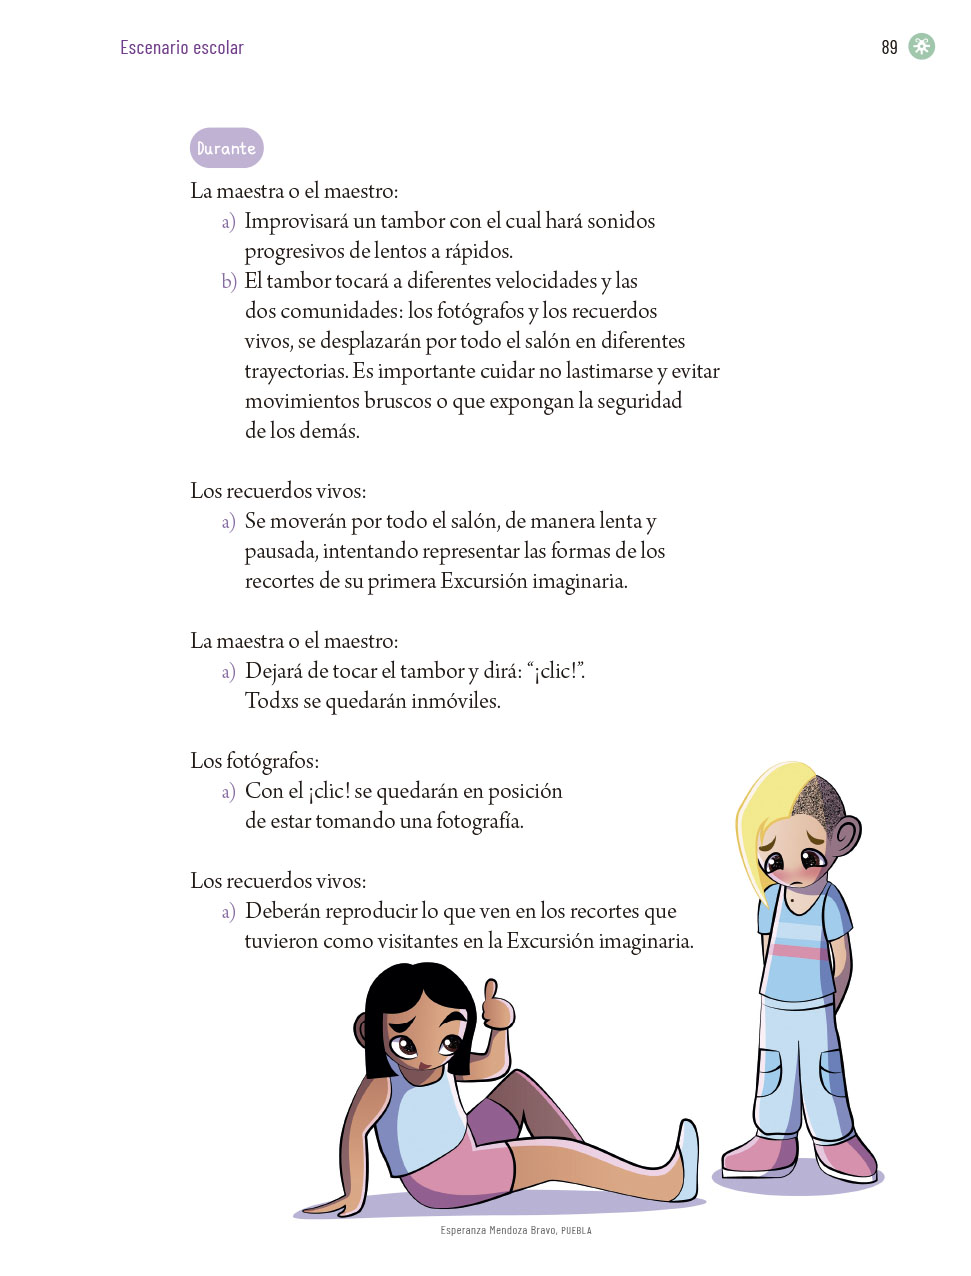 Escenario escolar
89
Durante
La maestra o el maestro:
a) Improvisará un tambor con el cual hará sonidos
progresivos de lentos a rápidos.
b) El tambor tocará a diferentes velocidades y las
dos comunidades: los fotógrafos y los recuerdos
vivos, se desplazarán por todo el salón en diferentes
trayectorias. Es importante cuidar no lastimarse y evitar
movimientos bruscos o que expongan la seguridad
de los demás.
Los recuerdos vivos:
a) Se moverán por todo el salón, de manera lenta y
pausada, intentando representar las formas de los
recortes de su primera Excursión imaginaria.
La maestra o el maestro:
a) Dejará de tocar el tambor y dirá: “¡clic!”.
Todxs se quedarán inmóviles.
Los fotógrafos:
a) Con el ¡clic! se quedarán en posición
de estar tomando una fotografía.
Los recuerdos vivos:
a) Deberán reproducir lo que ven en los recortes que
tuvieron como visitantes en la Excursión imaginaria.
Esperanza Mendoza Bravo, PUEBLA